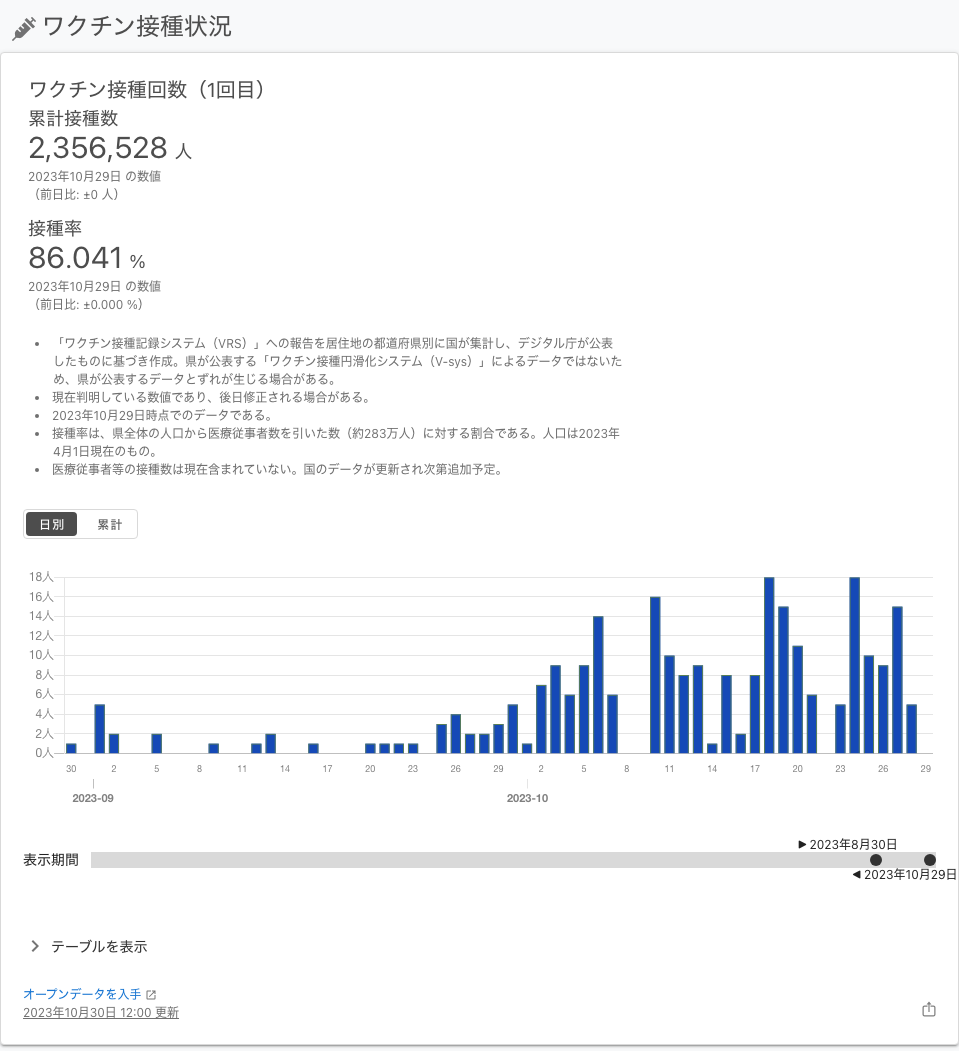 ワクチン接種状況
ワクチン接種回数（1回目）
累計接種数
2,356,528 人
2023年10月29日 の数値
（前日比: ±0 人）
接種率
86.041 %
2023年10月29日 の数値
（前日比: ±0.000 %）
• 「ワクチン接種記録システム（VRS）」への報告を居住地の都道府県別に国が集計し、デジタル庁が公表
したものに基づき作成。県が公表する「ワクチン接種円滑化システム（V-sys）」によるデータではないた
め、県が公表するデータとずれが生じる場合がある。
• 現在判明している数値であり、後日修正される場合がある。
• 2023年10月29日時点でのデータである。
• 接種率は、県全体の人口から医療従事者数を引いた数（約283万人）に対する割合である。人口は2023年
4月1日現在のもの。
• 医療従事者等の接種数は現在含まれていない。国のデータが更新され次第追加予定。
日別 累計
18人
16人
14人
12人
10人
8人
6人
4人
2人
0人
30 2 5 8 11 14 17 20 23 26 29 2 5 8 11 14 17 20 23 26 29
2023-09 2023-10
▶ 2023年8月30日
表示期間
◀ 2023年10月29日
テーブルを表示
オープンデータを入手
2023年10月30日 12:00 更新